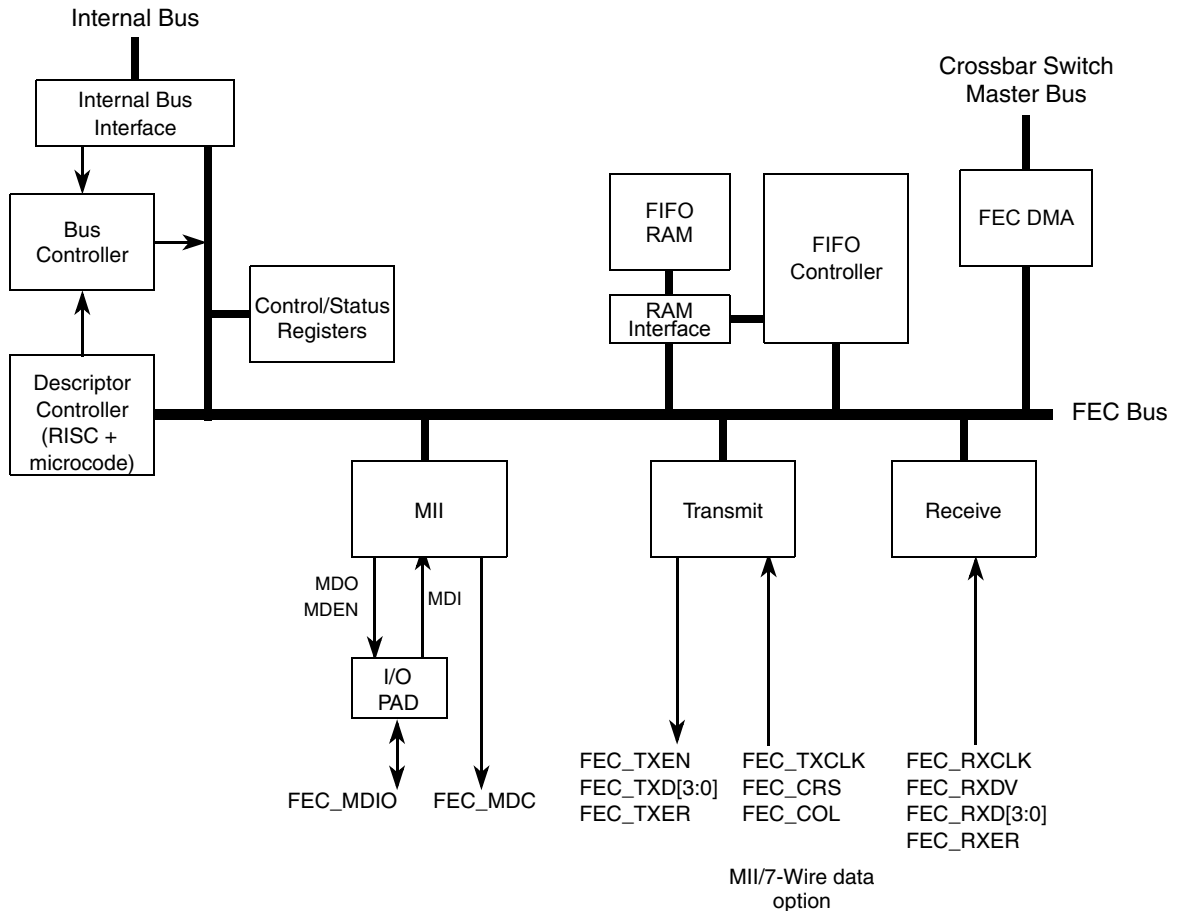 Internal Bus
Internal Bus
Interface
Crossbar Switch
Master Bus
Bus
Controller
FIFO
RAM
FIFO
Controller
FEC DMA
Control/Status
Registers
RAM
Interface
Descriptor
Controller
(RISC +
microcode)
FEC Bus
MII
Transmit
Receive
MDO
MDEN
MDI
I/O
PAD
FEC_MDIO
FEC_MDC
FEC_TXEN
FEC_TXD[3:0]
FEC_TXER
FEC_TXCLK
FEC_CRS
FEC_COL
FEC_RXCLK
FEC_RXDV
FEC_RXD[3:0]
FEC_RXER
MII/7-Wire data
option